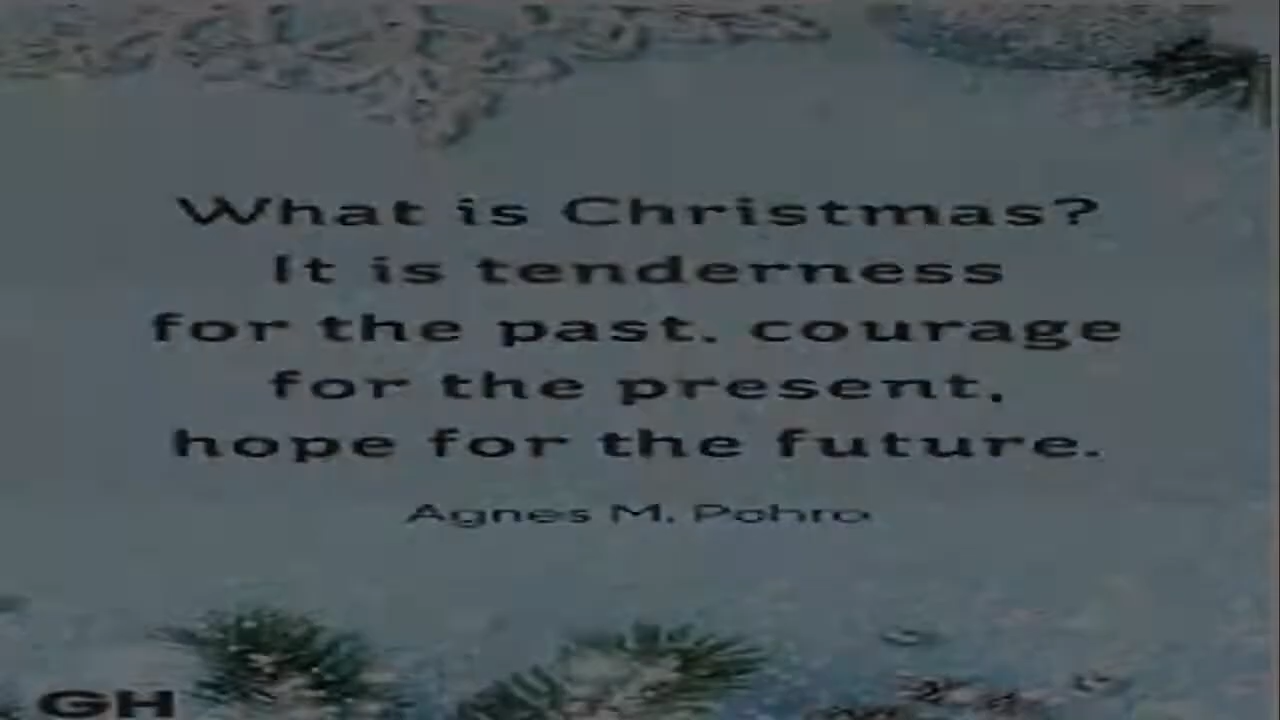 What is Christmas?
It is tenderness
for the past, courage
for the present,
hope for the future.
Agnes M. Pahro
GH